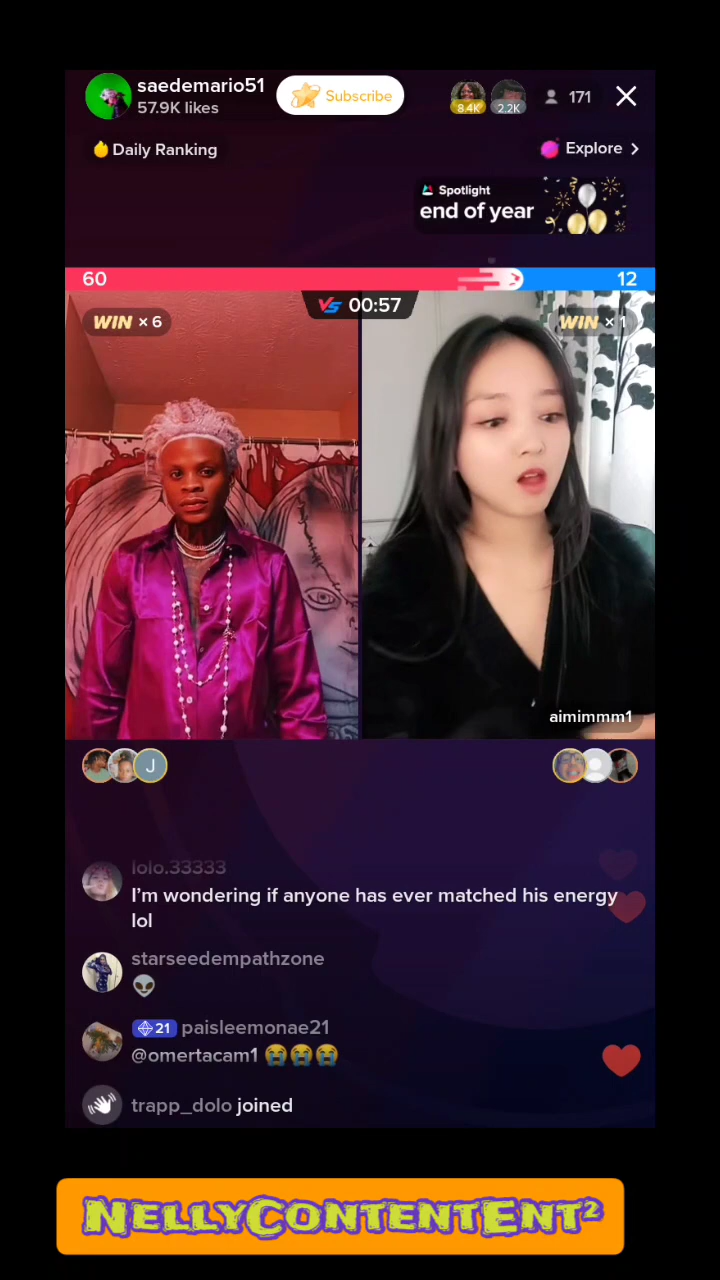 saedemario51
57.9K likes
Subscribe
8.4K
2.2K
171
Daily Ranking
Explore
Spotlight
end of year
60
12
VS 00:57
WIN × 6
WIN × 1
aimimmm1
J
lolo.33333
I'm wondering if anyone has ever matched his energy
lol
starseedempathzone
21 paisleemonae21
@omertacam1
trapp_dolo joined
NELLYCONTENTENT²